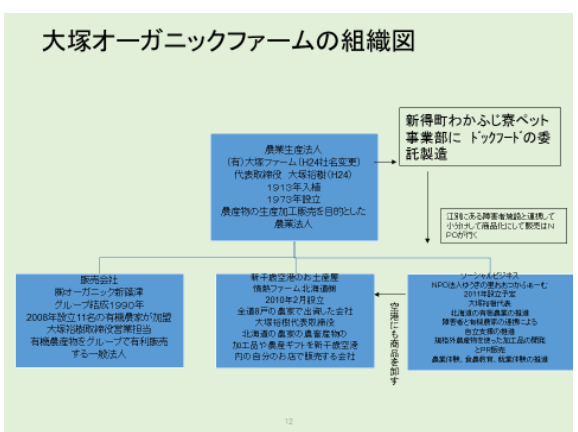 大塚オーガニックファームの組織図
新得町わかふじ寮ペット
事業部に ドックフードの委
託製造
農業生産法人
(有)大塚ファーム(H24社名変更)
代表取締役 大塚裕樹(H24)
1913年入植
1973年設立
農産物の生産加工販売を目的とした
農業法人
江別にある障害者施設と連携して
小分けして商品化にして販売はN
POが行く
販売会社
㈱オーガニック新篠津
グループ結成1990年
2008年設立11名の有機農家が加盟
大塚裕樹取締役営業担当
有機農産物をグループで有利販売
する一般法人
新千歳空港のお土産屋
情熱ファーム北海道㈱
2010年2月設立
全道8戸の農家で出資した会社
大塚裕樹代表取締役
北海道の農家の農畜産物の
加工品や農産ギフトを新千歳空港
内の自分のお店で販売する会社
空港にも商品を卸す
ソーシャルビジネス
NPO法人ゆうきの里おおつかふぁーむ
2011年設立予定
大塚裕樹代表
北海道の有機農業の推進
障害者と有機農家の連携による
自立支援の推進
規格外農産物を使った加工品の開発
とPR販売
農業体験、食農教育、就業体験の推進
12